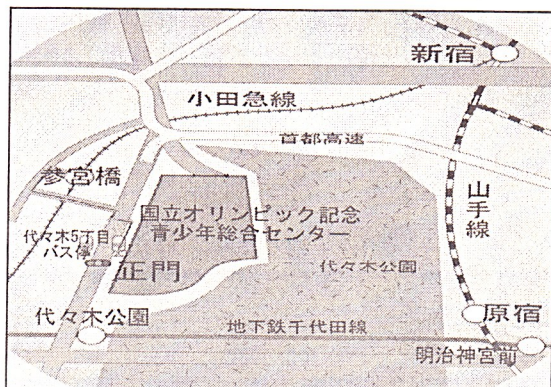 新宿
小田急線
首都高速
参宮橋
山手線
国立オリンピック記念
青少年総合センター
代々木5丁目
バス停
正門
代々木公園
原宿
代々木公園
地下鉄千代田線
明治神宮前